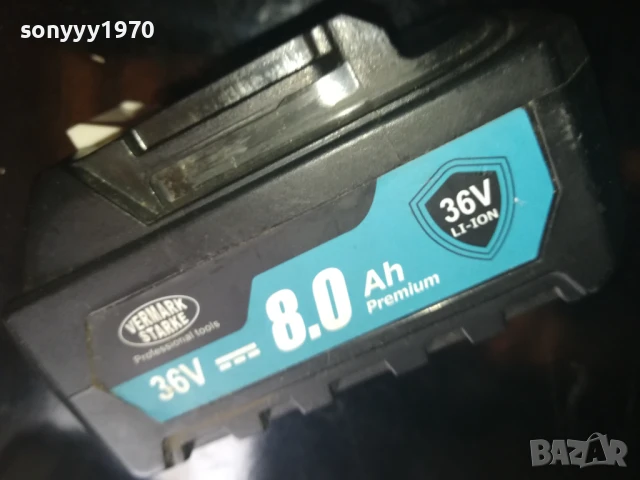 sonyyy1970
36V
LI-ION
VERMARK
STARKE
Professional tools
36V
8.0 Ah
Premium
BAZAR